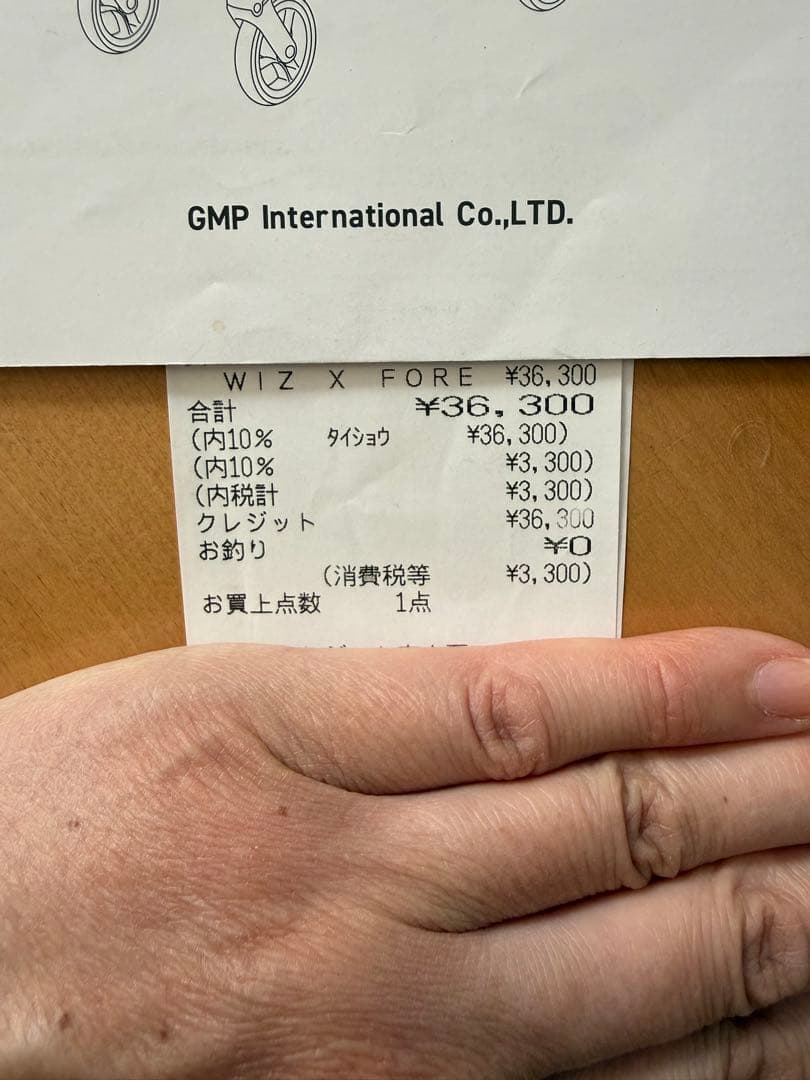 GMP International Co.,LTD.
WIZ X FORE ¥36,300
合計 ¥36,300
(内10% タイショウ ¥36,300)
(内10% ¥3,300)
(内税計 ¥3,300)
クレジット ¥36,300
お釣り ¥0
(消費税等 ¥3,300)
お買上点数 1点